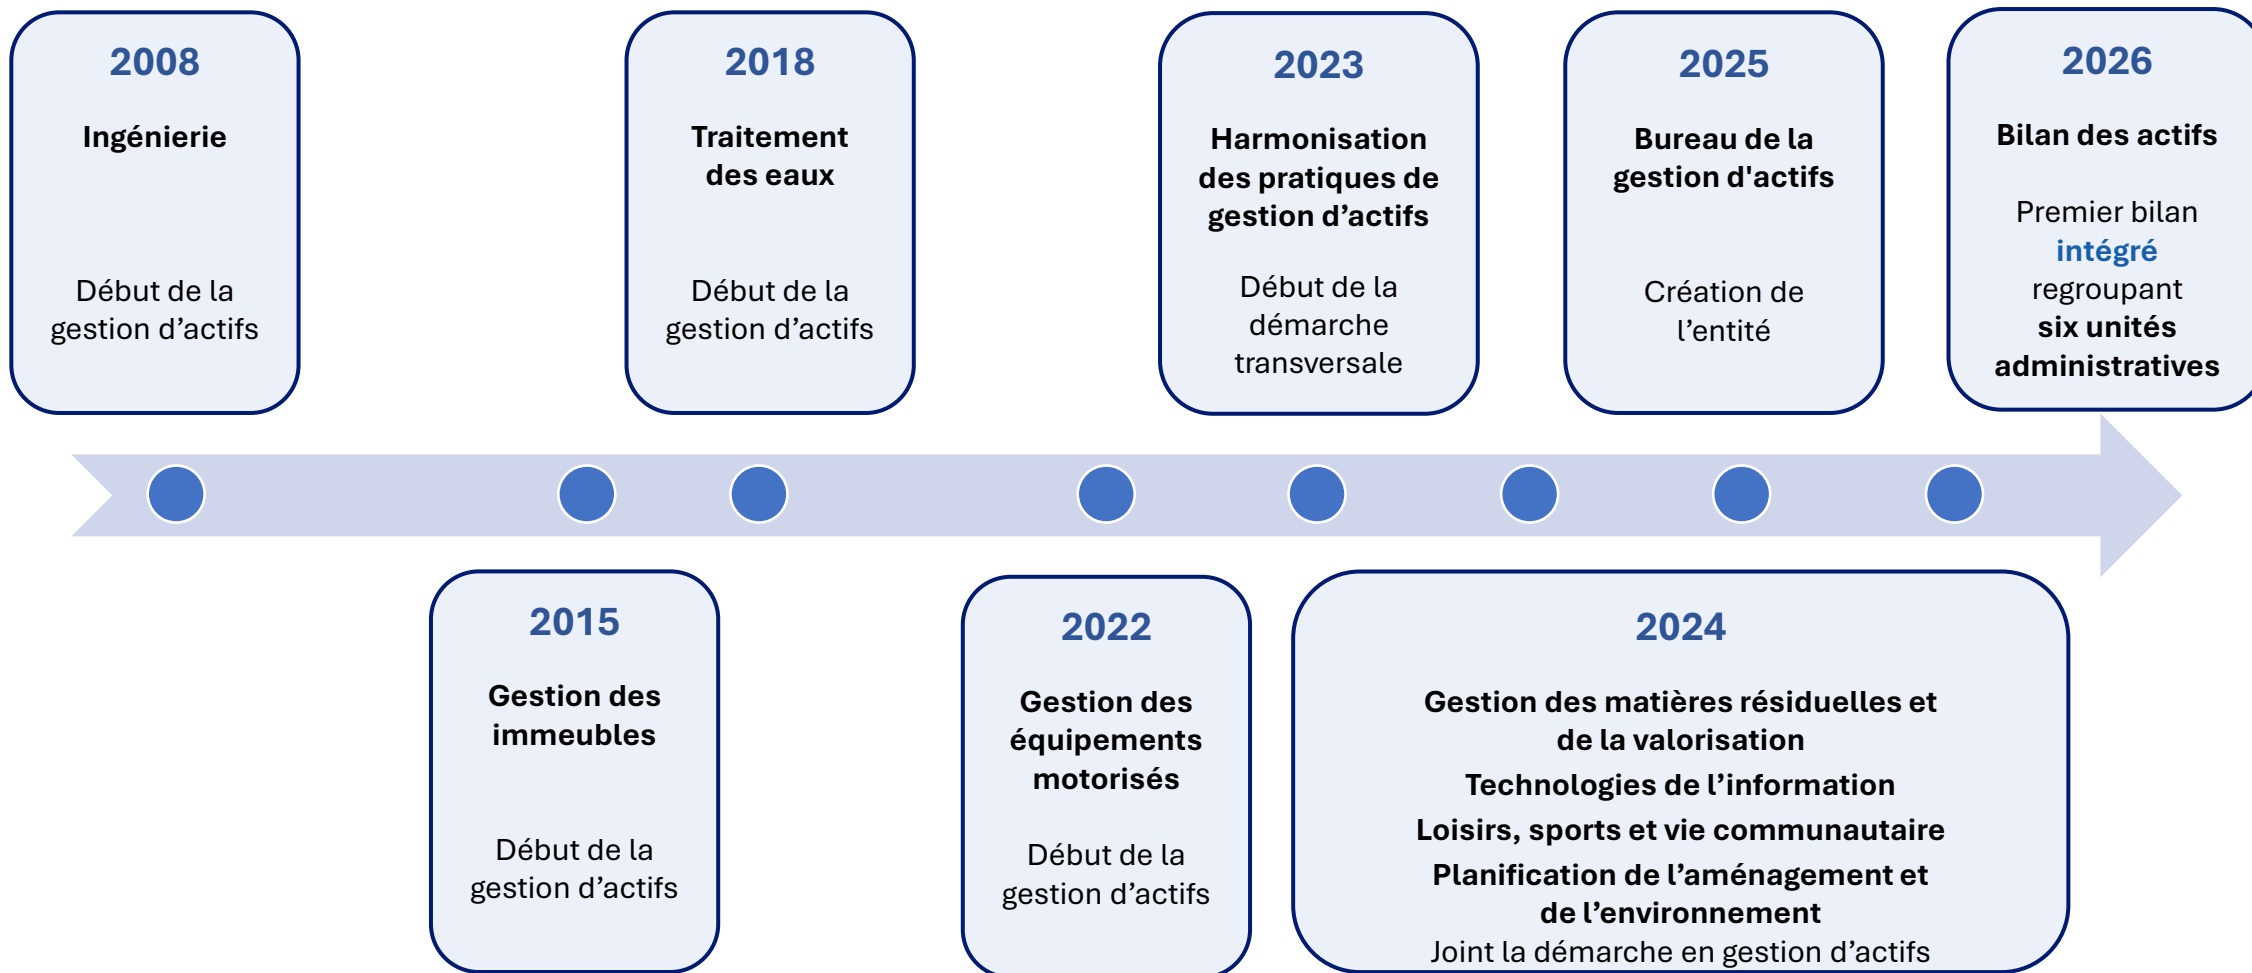 2008
Ingénierie
Début de la
gestion d’actifs
2018
Traitement
des eaux
Début de la
gestion d’actifs
2023
Harmonisation
des pratiques de
gestion d’actifs
Début de la
démarche
transversale
2025
Bureau de la
gestion d'actifs
Création de
l’entité
2026
Bilan des actifs
Premier bilan
intégré
regroupant
six unités
administratives
2015
Gestion des
immeubles
Début de la
gestion d’actifs
2022
Gestion des
équipements
motorisés
Début de la
gestion d’actifs
2024
Gestion des matières résiduelles et
de la valorisation
Technologies de l’information
Loisirs, sports et vie communautaire
Planification de l’aménagement et
de l’environnement
Joint la démarche en gestion d’actifs